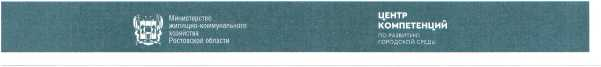 Министерство
жилищно-коммунального
хозяйства
Ростовской области
ЦЕНТР
КОМПЕТЕНЦИЙ
ПО РАЗВИТИЮ
ГОРОДСКОЙ СРЕДЫ